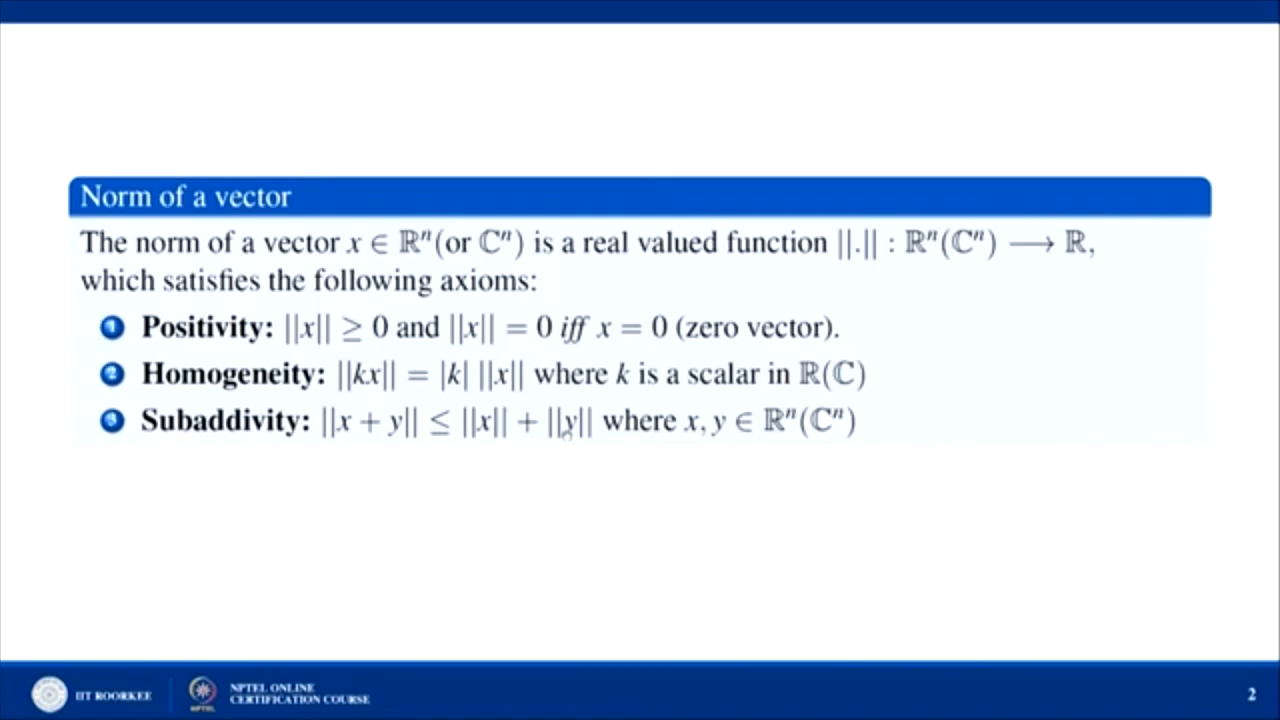 Norm of a vector
The norm of a vector x ∈ ℝⁿ(or ℂⁿ) is a real valued function ||.|| : ℝⁿ(ℂⁿ) ⟶ ℝ,
which satisfies the following axioms:
1 Positivity: ||x|| ≥ 0 and ||x|| = 0 iff x = 0 (zero vector).
2 Homogeneity: ||kx|| = |k| ||x|| where k is a scalar in ℝ(ℂ)
3 Subaddivity: ||x + y|| ≤ ||x|| + ||y|| where x, y ∈ ℝⁿ(ℂⁿ)
IIT ROORKEE
NPTEL
NPTEL ONLINE
CERTIFICATION COURSE
2